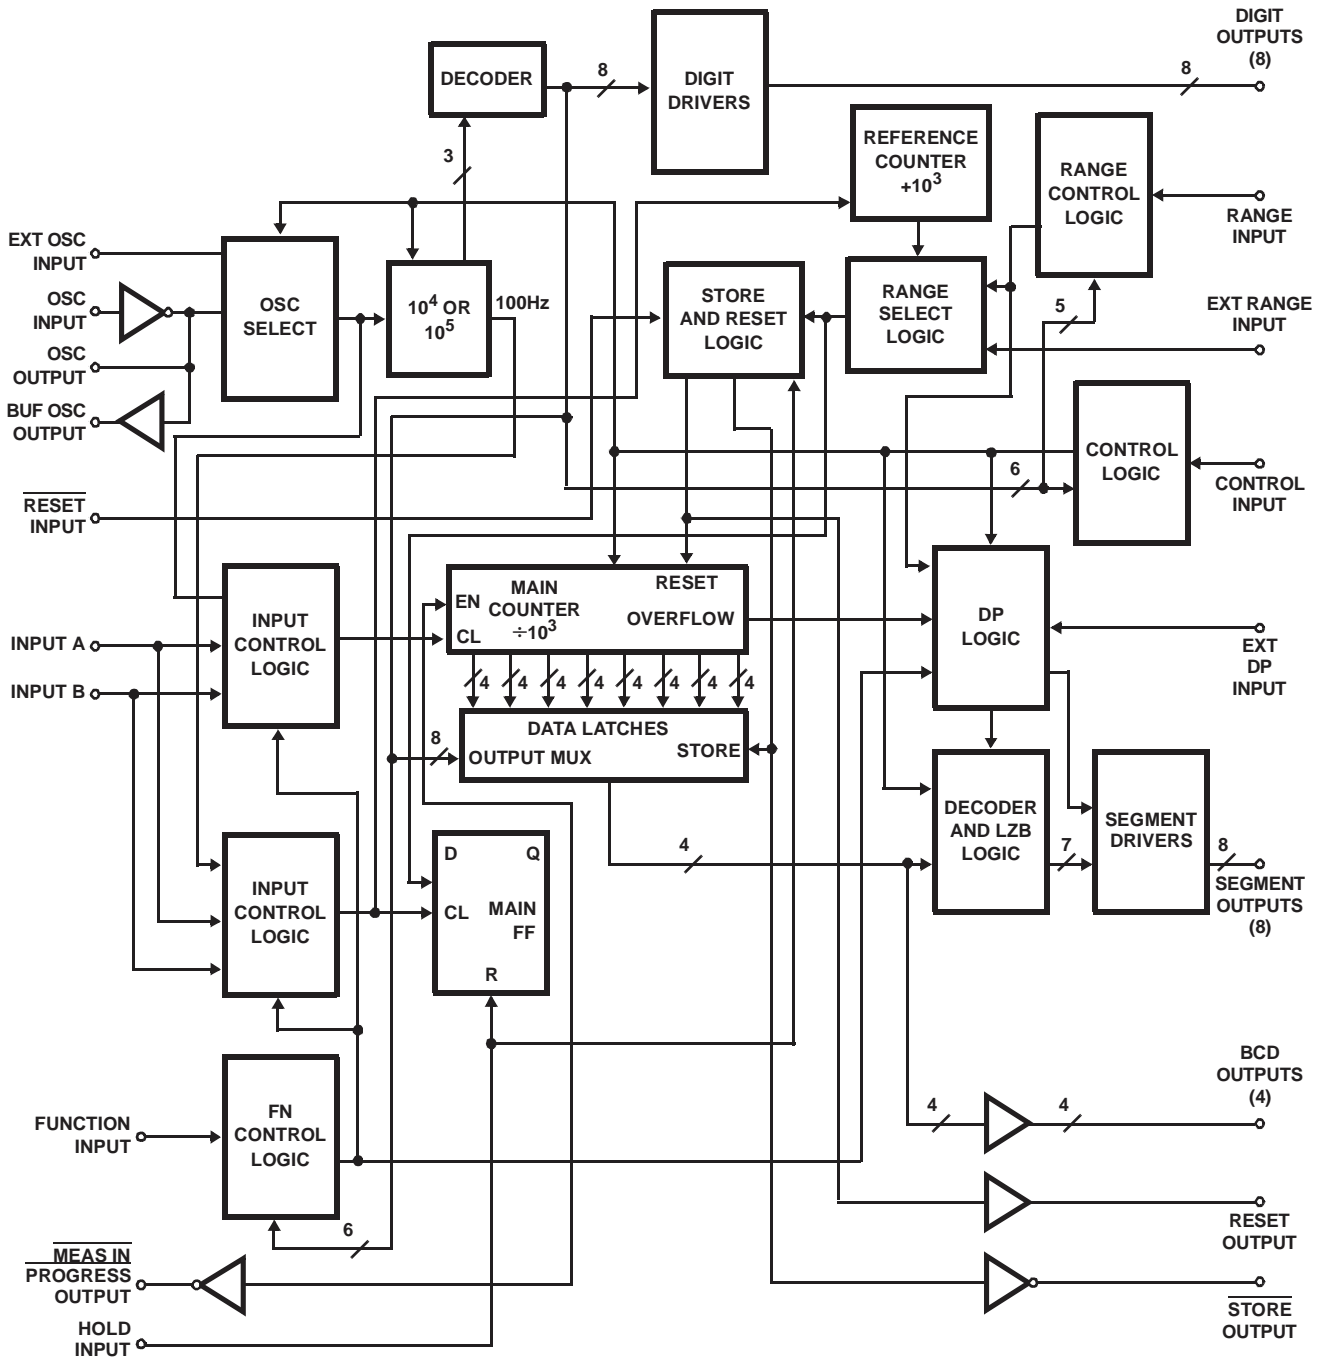 DIGIT
OUTPUTS
(8)
DECODER
8
DIGIT
DRIVERS
8
3
REFERENCE
COUNTER
+10³
RANGE
CONTROL
LOGIC
RANGE
INPUT
EXT OSC
INPUT
OSC
INPUT
OSC
OUTPUT
BUF OSC
OUTPUT
OSC
SELECT
10⁴ OR
10⁵
100Hz
STORE
AND RESET
LOGIC
RANGE
SELECT
LOGIC
5
EXT RANGE
INPUT
CONTROL
LOGIC
6
CONTROL
INPUT
RESET
INPUT
INPUT
CONTROL
LOGIC
EN
CL
MAIN
COUNTER
÷10³
RESET
OVERFLOW
DP
LOGIC
EXT
DP
INPUT
INPUT A
INPUT B
4 4 4 4 4 4 4 4
8
DATA LATCHES
OUTPUT MUX
STORE
DECODER
AND LZB
LOGIC
7
SEGMENT
DRIVERS
8
SEGMENT
OUTPUTS
(8)
4
INPUT
CONTROL
LOGIC
D
Q
CL
MAIN
FF
R
FN
CONTROL
LOGIC
FUNCTION
INPUT
6
BCD
OUTPUTS
(4)
4
4
RESET
OUTPUT
MEAS IN
PROGRESS
OUTPUT
STORE
OUTPUT
HOLD
INPUT